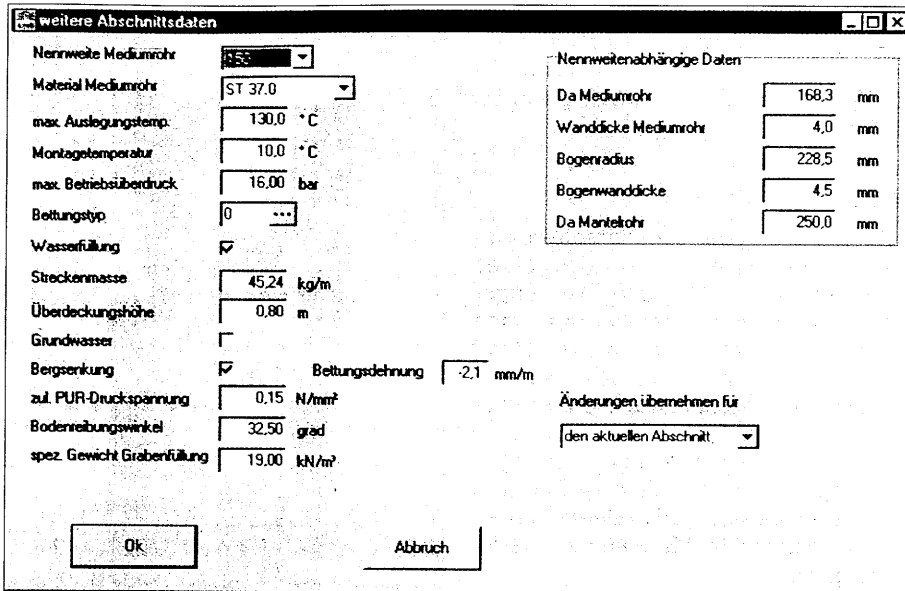 weitere Abschnittsdaten
Nennweite Mediumrohr
Material Mediumrohr ST 37.0
max. Auslegungstemp. 130,0 °C
Montagetemperatur 10,0 °C
max. Betriebsüberdruck 16,00 bar
Bettungstyp 0 ...
Wasserfüllung
Streckenmasse 45,24 kg/m
Überdeckungshöhe 0,80 m
Grundwasser
Bergsenkung Bettungsdehnung -2,1 mm/m
zul. PUR-Druckspannung 0,15 N/mm²
Bodenreibungswinkel 32,50 grad
spez. Gewicht Grabenfüllung 19,00 kN/m³
Nennweitenabhängige Daten
Da Mediumrohr 168,3 mm
Wanddicke Mediumrohr 4,0 mm
Bogenradius 228,5 mm
Bogenwanddicke 4,5 mm
Da Mantelrohr 250,0 mm
Änderungen übernehmen für
den aktuellen Abschnitt
Ok
Abbruch